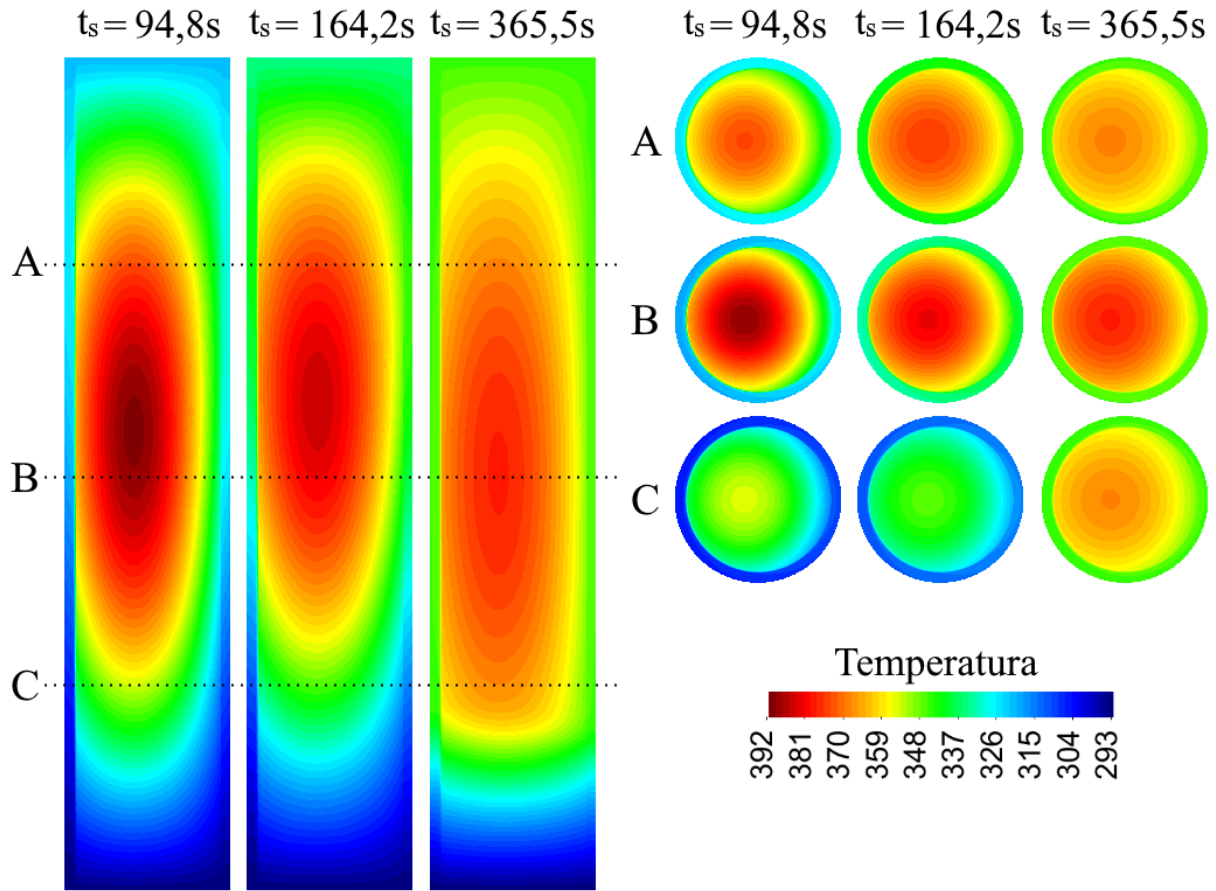 ts = 94,8s ts = 164,2s ts = 365,5s
ts = 94,8s ts = 164,2s ts = 365,5s
A
B
C
A
B
C
Temperatura
392 381 370 359 348 337 326 315 304 293